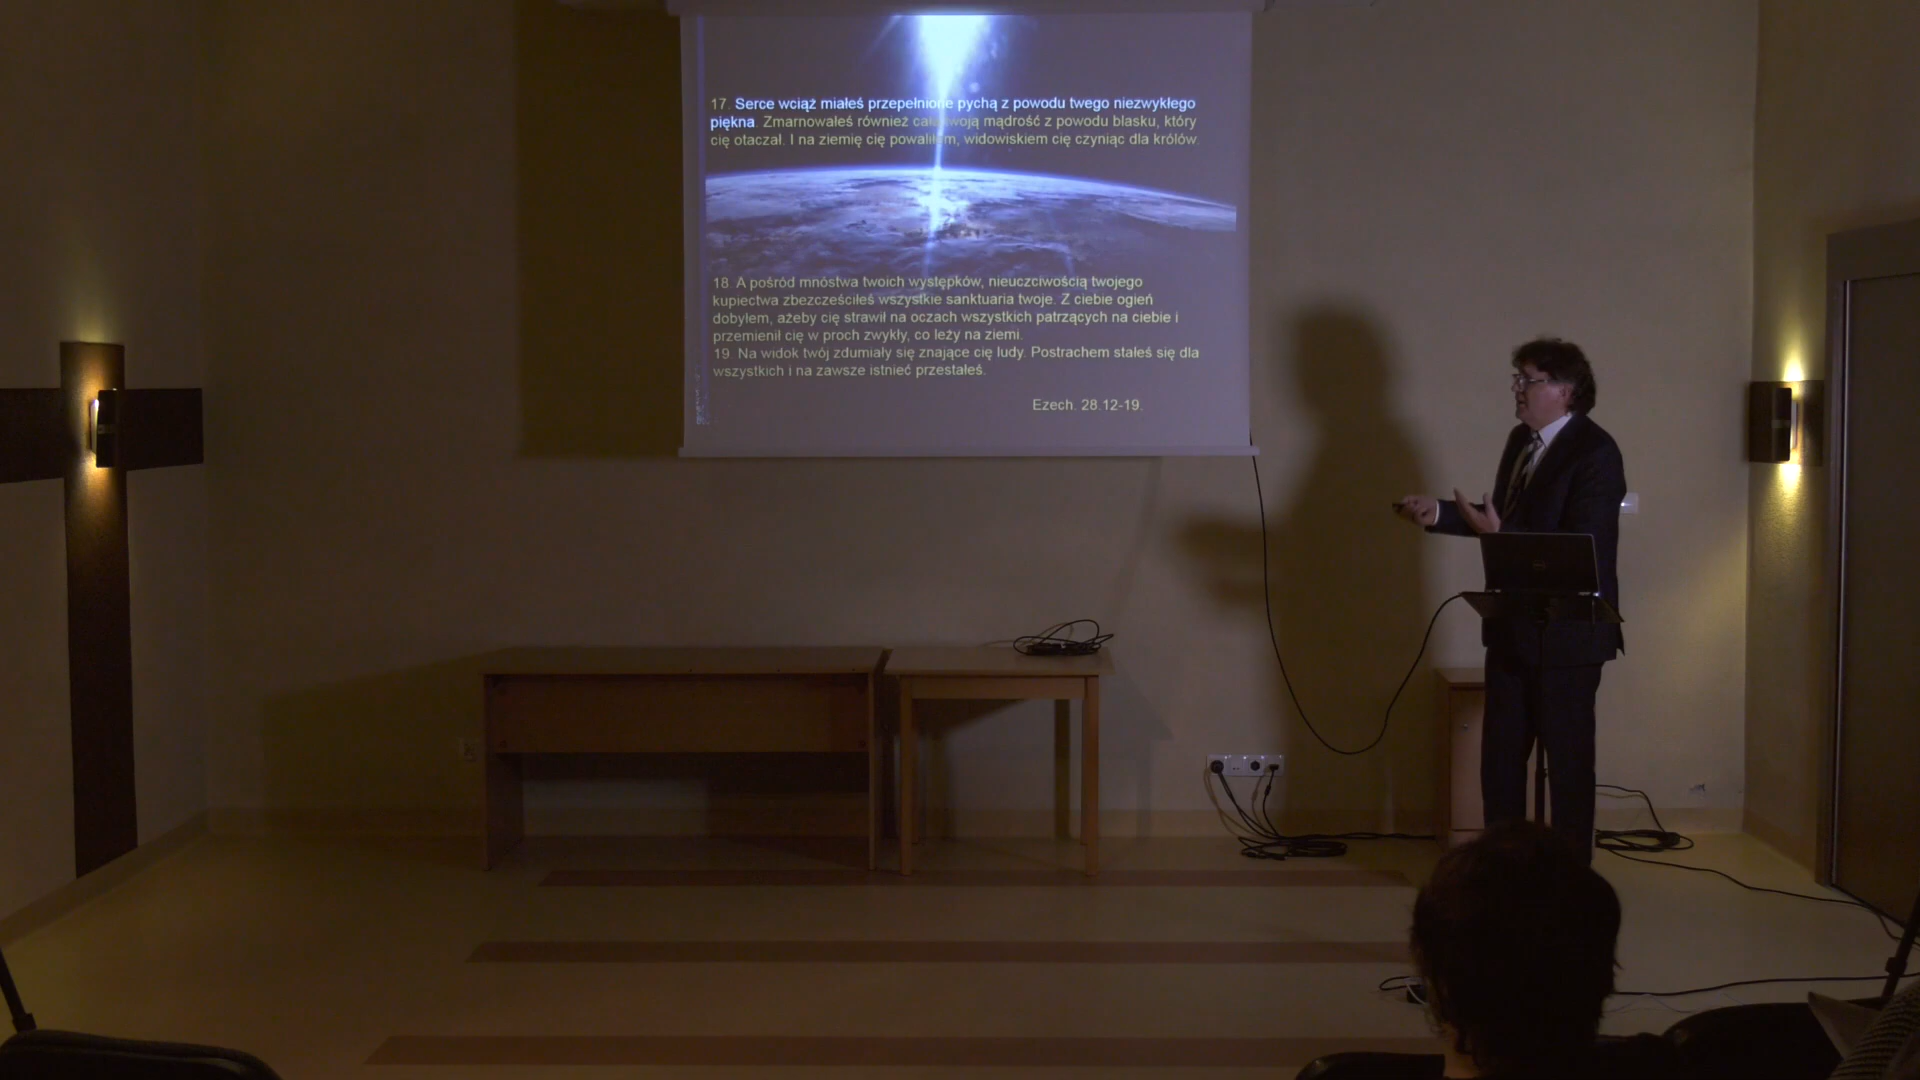 17. Serce wciąż miałeś przepełnione pychą z powodu twego niezwykłego
piękna. Zmarnowałeś również całą twoją mądrość z powodu blasku, który
cię otaczał. I na ziemię cię powaliłem, widowiskiem cię czyniąc dla królów.
18. A pośród mnóstwa twoich występków, nieuczciwością twojego
kupiectwa zbezcześciłeś wszystkie sanktuaria twoje. Z ciebie ogień
dobyłem, ażeby cię strawił na oczach wszystkich patrzących na ciebie i
przemienił cię w proch zwykły, co leży na ziemi.
19. Na widok twój zdumiały się znające cię ludy. Postrachem stałeś się dla
wszystkich i na zawsze istnieć przestałeś.
Ezech. 28.12-19.